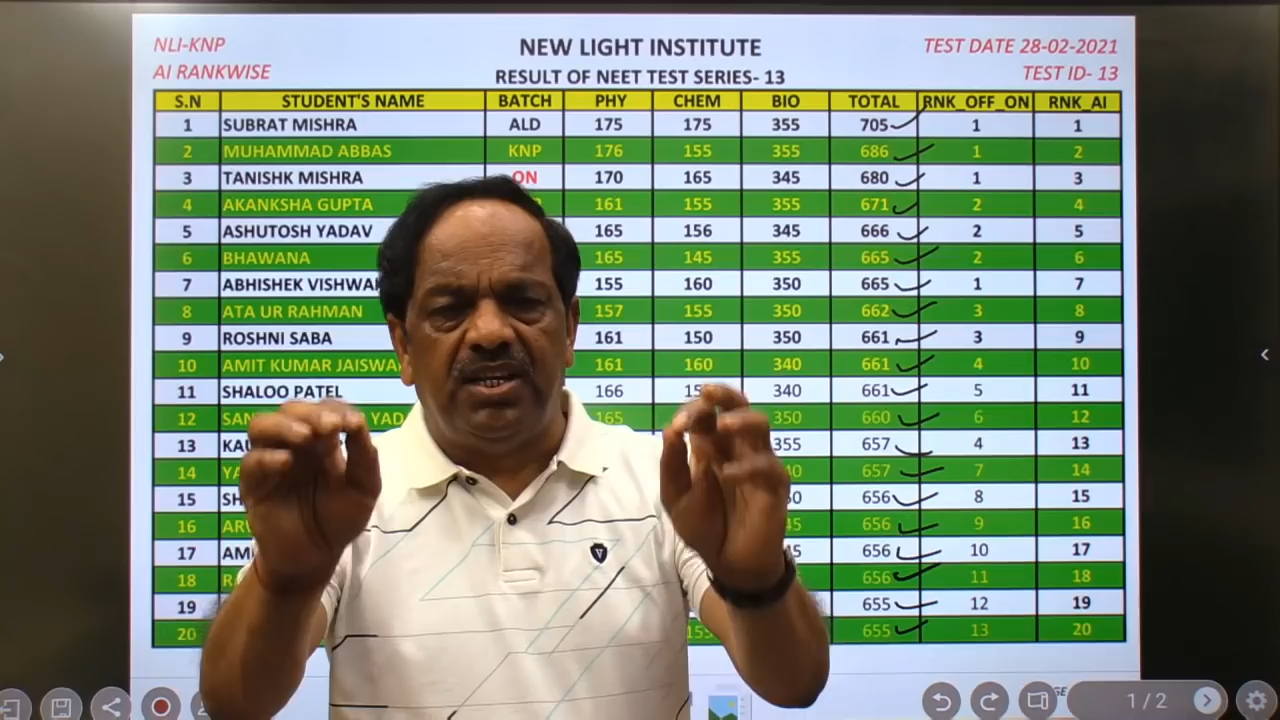 NLI-KNP NEW LIGHT INSTITUTE TEST DATE 28-02-2021
AI RANKWISE RESULT OF NEET TEST SERIES- 13 TEST ID- 13
S.N STUDENT'S NAME BATCH PHY CHEM BIO TOTAL RNK_OFF_ON RNK_AI
1 SUBRAT MISHRA ALD 175 175 355 705 1 1
2 MUHAMMAD ABBAS KNP 176 155 355 686 1 2
3 TANISHK MISHRA ON 170 165 345 680 1 3
4 AKANKSHA GUPTA 161 155 355 671 2 4
5 ASHUTOSH YADAV 165 156 345 666 2 5
6 BHAWANA 165 145 355 665 2 6
7 ABHISHEK 155 160 350 665 1 7
8 ATA UR RAHMAN 157 155 350 662 3 8
9 ROSHNI SABA 161 150 350 661 3 9
10 AMIT KUMAR 161 160 340 661 4 10
11 SHALOO PATEL 166 340 661 5 11
12 165 350 660 6 12
13 355 657 4 13
14 657 7 14
15 656 8 15
16 656 9 16
17 656 10 17
18 656 11 18
19 655 12 19
20 155 655 13 20
1/2